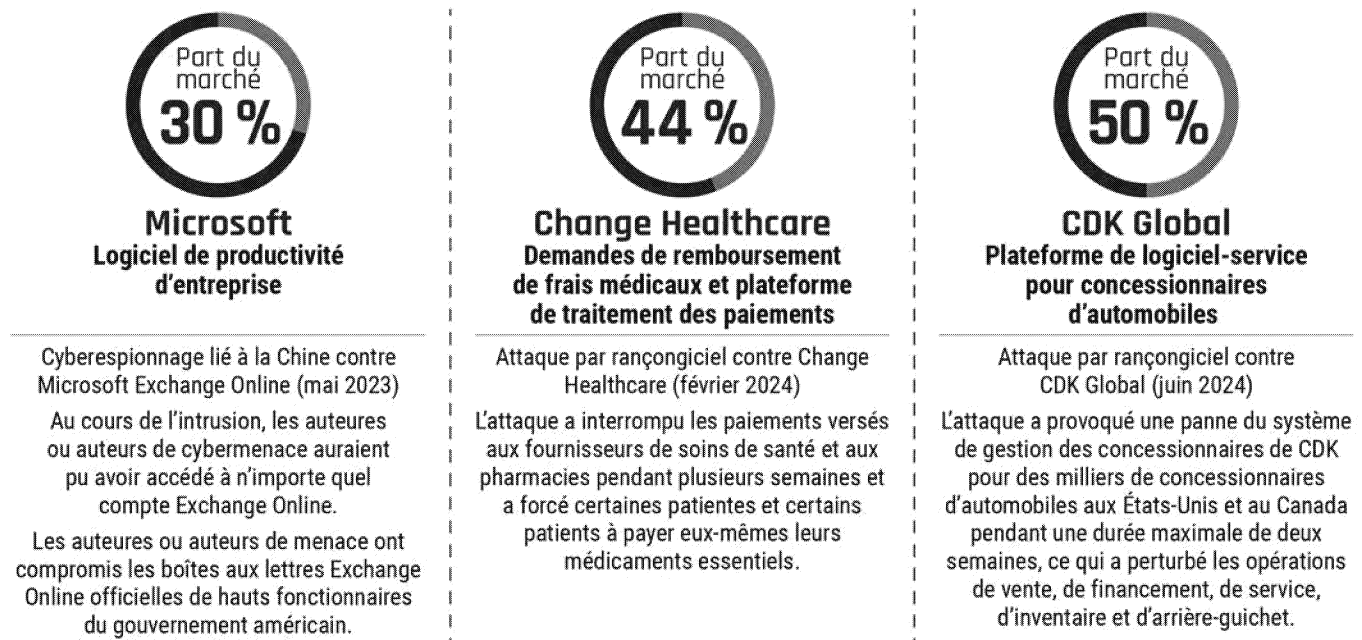 Part du
marché
30 %
Microsoft
Logiciel de productivité
d'entreprise
Cyberespionnage lié à la Chine contre
Microsoft Exchange Online (mai 2023)
Au cours de l'intrusion, les auteures
ou auteurs de cybermenace auraient
pu avoir accédé à n'importe quel
compte Exchange Online.
Les auteures ou auteurs de menace ont
compromis les boîtes aux lettres Exchange
Online officielles de hauts fonctionnaires
du gouvernement américain.
Part du
marché
44 %
Change Healthcare
Demandes de remboursement
de frais médicaux et plateforme
de traitement des paiements
Attaque par rançongiciel contre Change
Healthcare (février 2024)
L'attaque a interrompu les paiements versés
aux fournisseurs de soins de santé et aux
pharmacies pendant plusieurs semaines et
a forcé certaines patientes et certains
patients à payer eux-mêmes leurs
médicaments essentiels.
Part du
marché
50 %
CDK Global
Plateforme de logiciel-service
pour concessionnaires
d'automobiles
Attaque par rançongiciel contre
CDK Global (juin 2024)
L'attaque a provoqué une panne du système
de gestion des concessionnaires de CDK
pour des milliers de concessionnaires
d'automobiles aux États-Unis et au Canada
pendant une durée maximale de deux
semaines, ce qui a perturbé les opérations
de vente, de financement, de service,
d'inventaire et d'arrière-guichet.